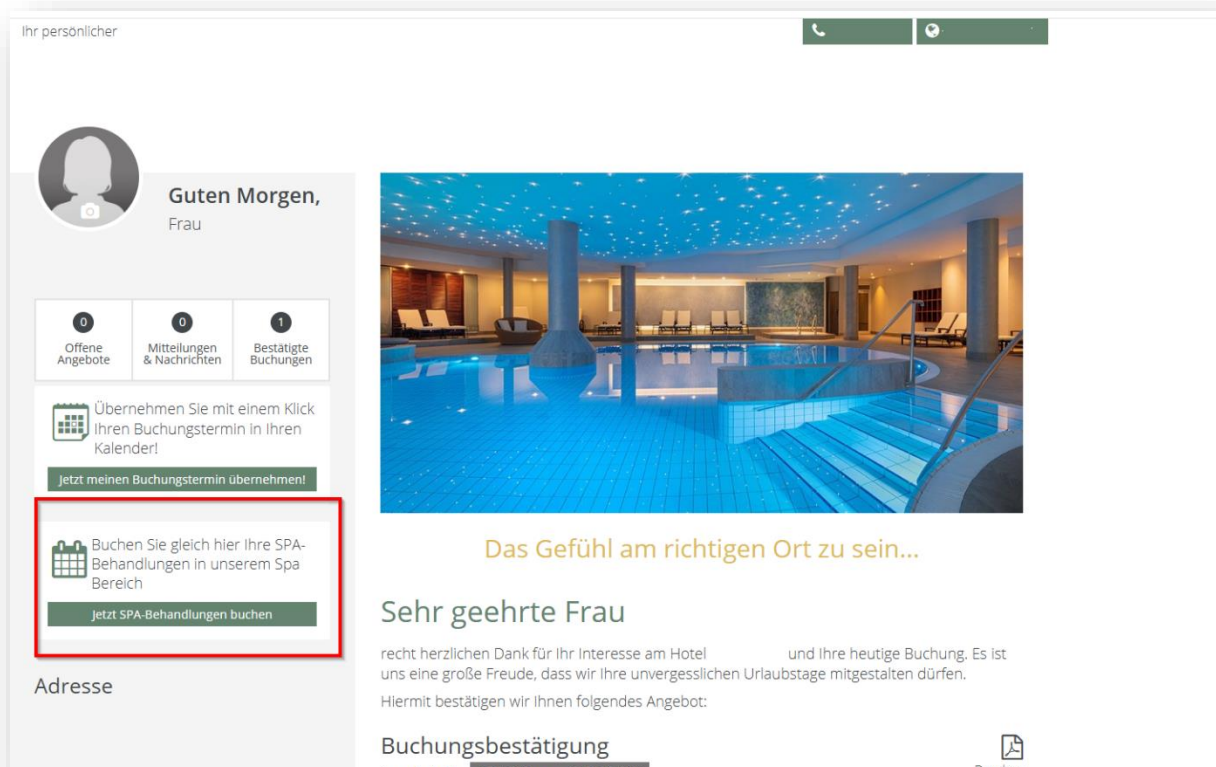 Ihr persönlicher
Guten Morgen,
Frau
0
Offene
Angebote
0
Mitteilungen
& Nachrichten
1
Bestätigte
Buchungen
Übernehmen Sie mit einem Klick
Ihren Buchungstermin in Ihren
Kalender!
Jetzt meinen Buchungstermin übernehmen!
Buchen Sie gleich hier Ihre SPA-
Behandlungen in unserem Spa
Bereich
Jetzt SPA-Behandlungen buchen
Adresse
Das Gefühl am richtigen Ort zu sein...
Sehr geehrte Frau
recht herzlichen Dank für Ihr Interesse am Hotel und Ihre heutige Buchung. Es ist
uns eine große Freude, dass wir Ihre unvergesslichen Urlaubstage mitgestalten dürfen.
Hiermit bestätigen wir Ihnen folgendes Angebot:
Buchungsbestätigung